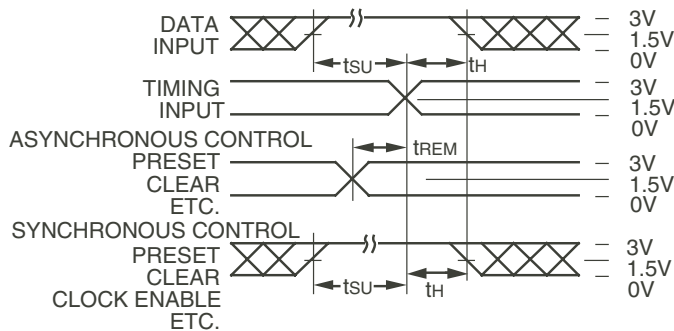 DATA
INPUT
tSU
tH
3V
1.5V
0V
TIMING
INPUT
3V
1.5V
0V
ASYNCHRONOUS CONTROL
PRESET
CLEAR
ETC.
tREM
3V
1.5V
0V
SYNCHRONOUS CONTROL
PRESET
CLEAR
CLOCK ENABLE
ETC.
tSU
tH
3V
1.5V
0V